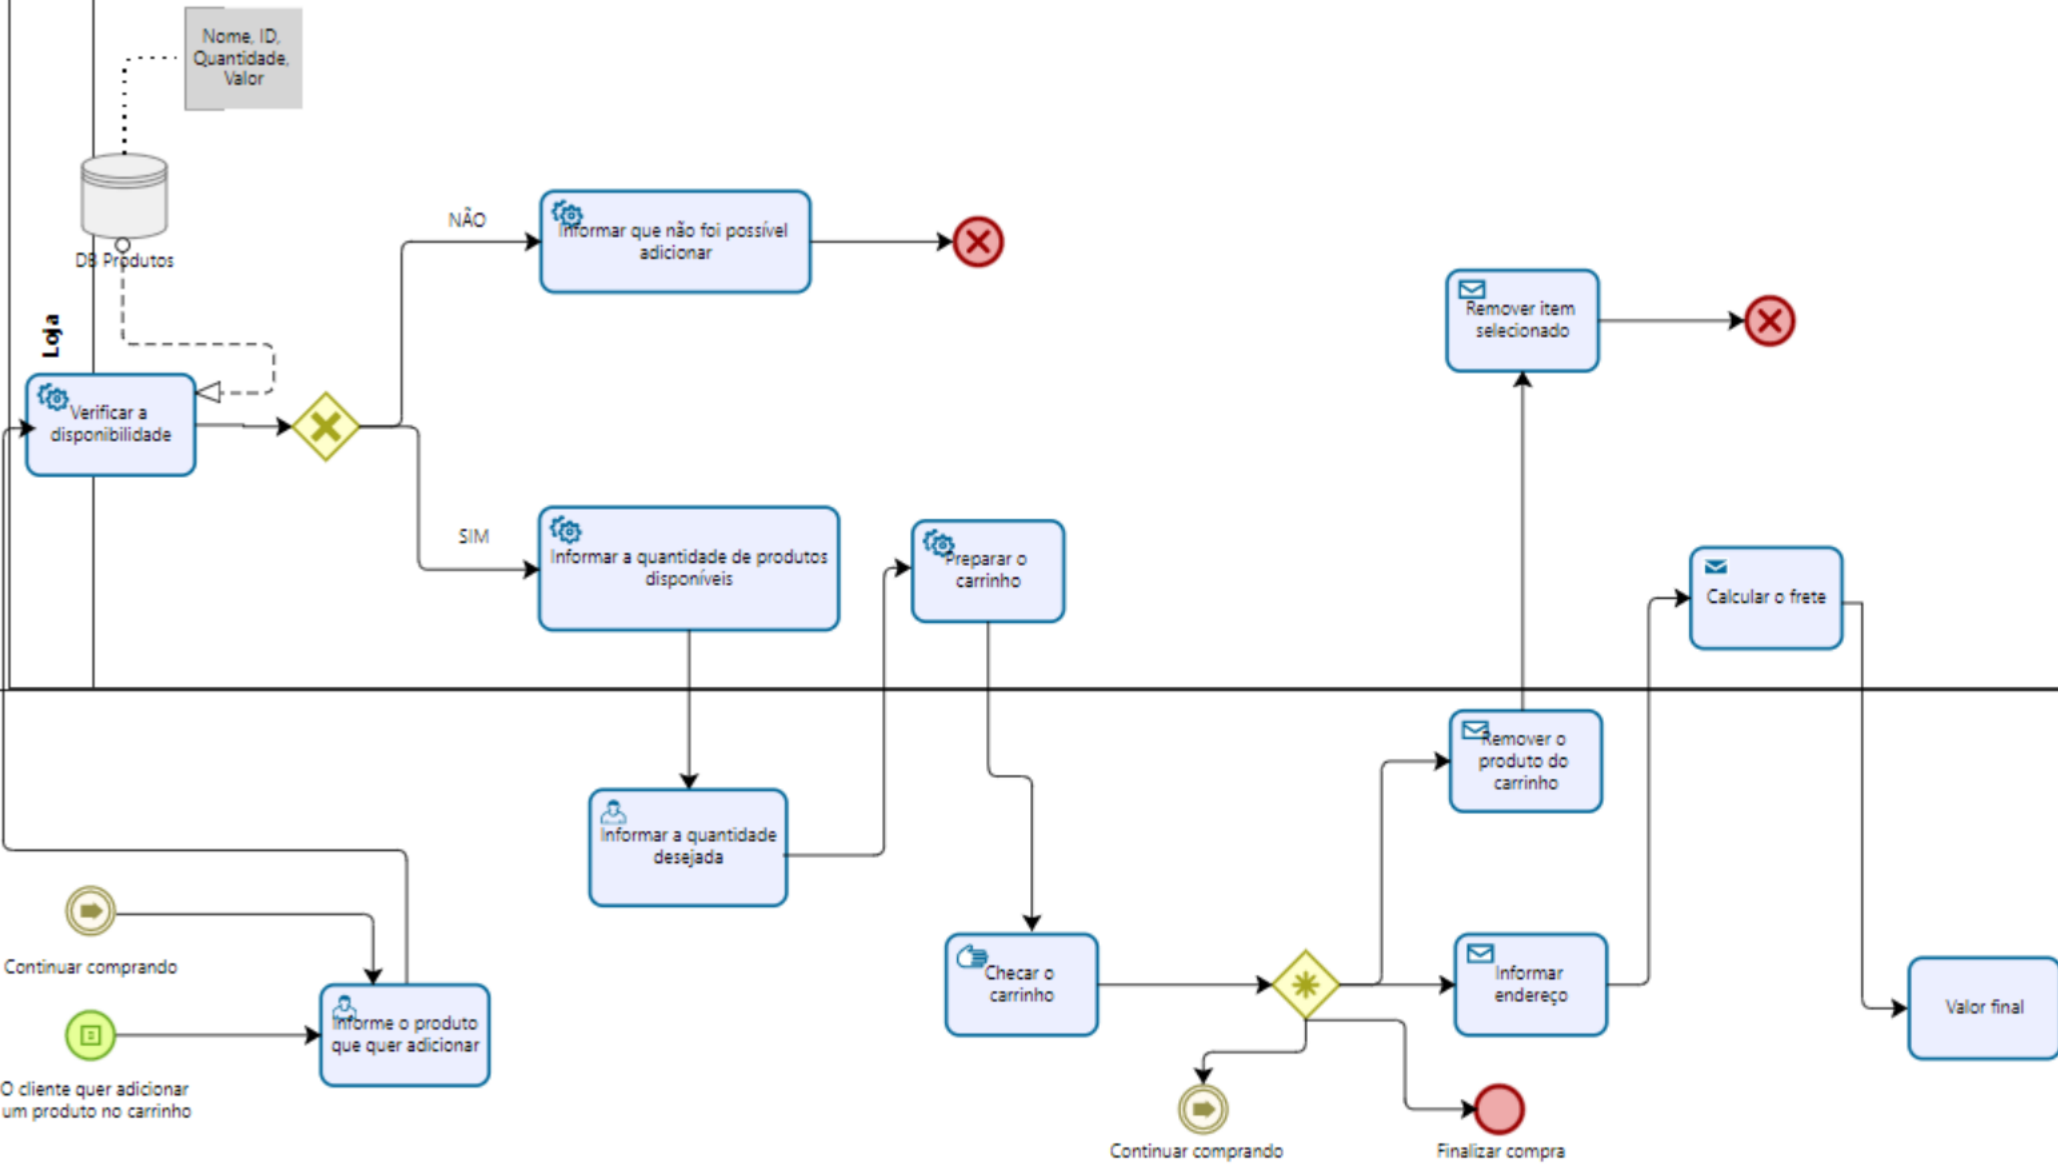 Nome, ID,
Quantidade,
Valor
DB Produtos
Loja
Verificar a
disponibilidade
NÃO
Informar que não foi possível
adicionar
SIM
Informar a quantidade de produtos
disponíveis
Preparar o
carrinho
Remover item
selecionado
Calcular o frete
Informar a quantidade
desejada
Remover o
produto do
carrinho
Continuar comprando
O cliente quer adicionar
um produto no carrinho
Informe o produto
que quer adicionar
Checar o
carrinho
Informar
endereço
Valor final
Continuar comprando
Finalizar compra